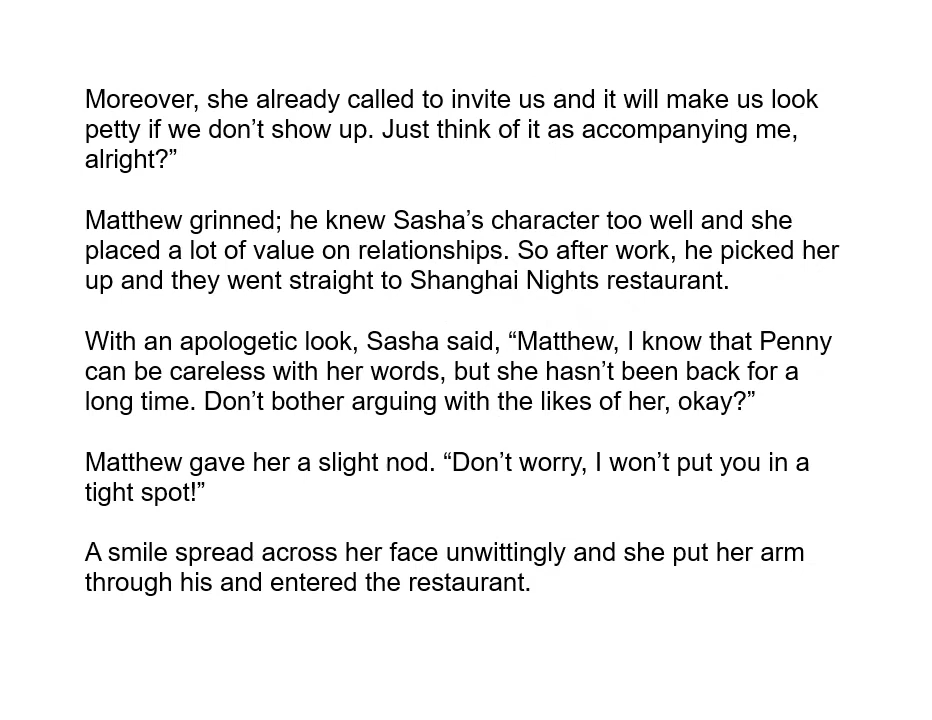 Moreover, she already called to invite us and it will make us look
petty if we don’t show up. Just think of it as accompanying me,
alright?”
Matthew grinned; he knew Sasha’s character too well and she
placed a lot of value on relationships. So after work, he picked her
up and they went straight to Shanghai Nights restaurant.
With an apologetic look, Sasha said, “Matthew, I know that Penny
can be careless with her words, but she hasn’t been back for a
long time. Don’t bother arguing with the likes of her, okay?”
Matthew gave her a slight nod. “Don’t worry, I won’t put you in a
tight spot!”
A smile spread across her face unwittingly and she put her arm
through his and entered the restaurant.